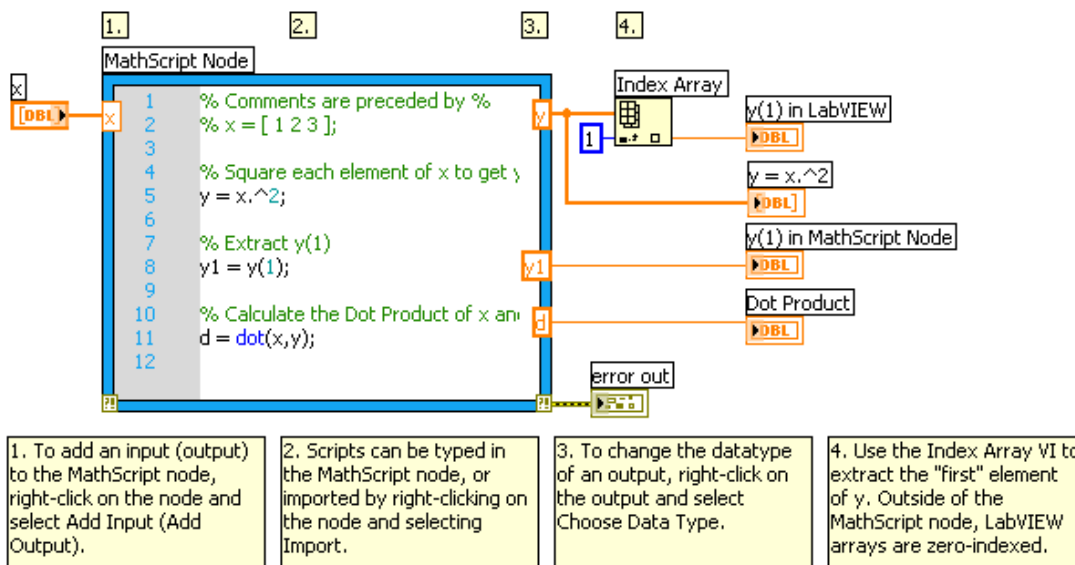 1.
2.
3.
4.
MathScript Node
x
[DBL]
x
1 % Comments are preceded by %
2 % x = [ 1 2 3 ];
3
4 % Square each element of x to get y
5 y = x.^2;
6
7 % Extract y(1)
8 y1 = y(1);
9
10 % Calculate the Dot Product of x and
11 d = dot(x,y);
12
y
y1
d
Index Array
1
y(1) in LabVIEW
DBL
y = x.^2
[DBL]
y(1) in MathScript Node
DBL
Dot Product
DBL
error out
?!
?!
1. To add an input (output)
to the MathScript node,
right-click on the node and
select Add Input (Add
Output).
2. Scripts can be typed in
the MathScript node, or
imported by right-clicking on
the node and selecting
Import.
3. To change the datatype
of an output, right-click on
the output and select
Choose Data Type.
4. Use the Index Array VI to
extract the "first" element
of y. Outside of the
MathScript node, LabVIEW
arrays are zero-indexed.